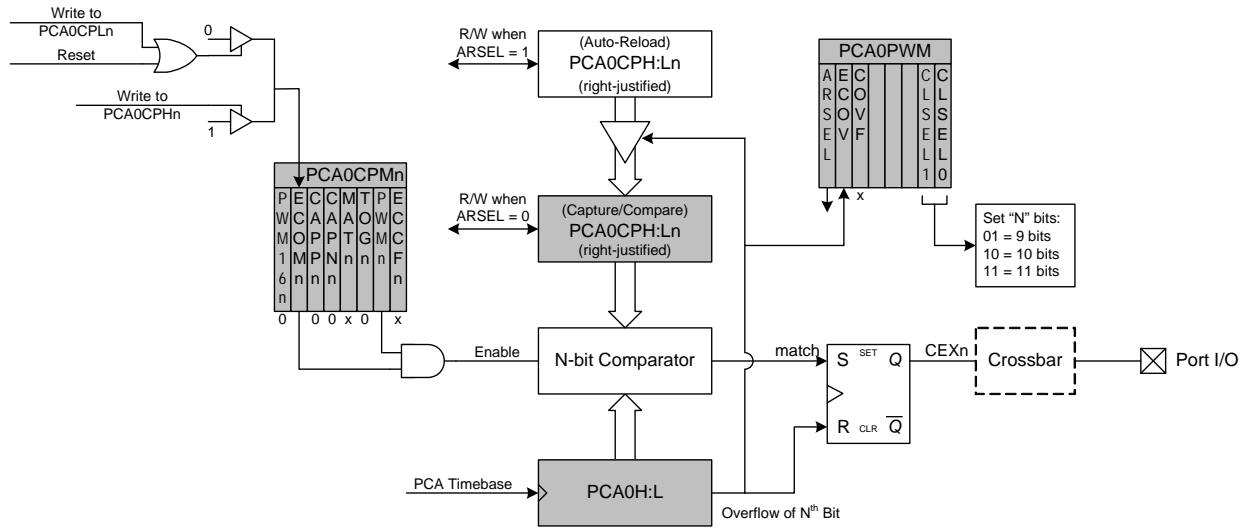 Write to
PCA0CPLn
Reset
0
Write to
PCA0CPHn
1
R/W when
ARSEL = 1
(Auto-Reload)
PCA0CPH:Ln
(right-justified)
PCA0PWM
ARSEL
ECOV
COVF
CLSEL1
CLSEL0
x
R/W when
ARSEL = 0
(Capture/Compare)
PCA0CPH:Ln
(right-justified)
Set “N” bits:
01 = 9 bits
10 = 10 bits
11 = 11 bits
PCA0CPMn
PWM16n
ECOMn
CAPPn
CAPNn
MATn
TOGn
PWMn
ECCFn
0 0 0 x 0 x
Enable
N-bit Comparator
match
S SET Q
R CLR Q
CEXn
Crossbar
Port I/O
PCA Timebase
PCA0H:L
Overflow of Nth Bit